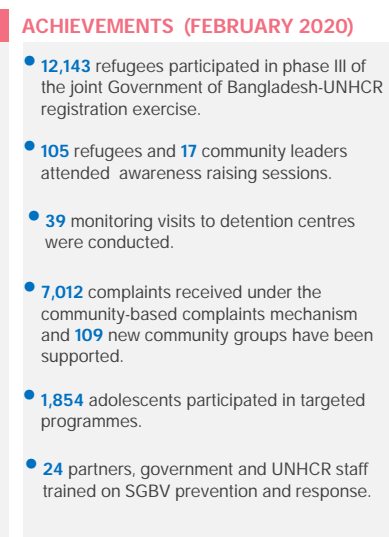 ACHIEVEMENTS (FEBRUARY 2020)
• 12,143 refugees participated in phase III of
the joint Government of Bangladesh-UNHCR
registration exercise.
• 105 refugees and 17 community leaders
attended awareness raising sessions.
• 39 monitoring visits to detention centres
were conducted.
• 7,012 complaints received under the
community-based complaints mechanism
and 109 new community groups have been
supported.
• 1,854 adolescents participated in targeted
programmes.
• 24 partners, government and UNHCR staff
trained on SGBV prevention and response.